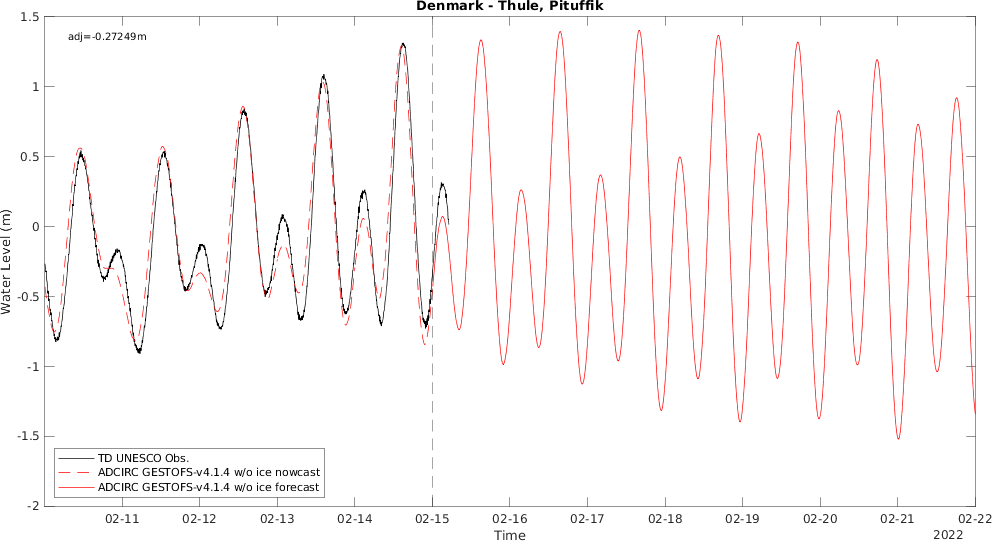 Denmark - Thule, Pituffik
adj=-0.27249m
1.5
1
0.5
0
-0.5
-1
-1.5
-2
Water Level (m)
TD UNESCO Obs.
ADCIRC GESTOFS-v4.1.4 w/o ice nowcast
ADCIRC GESTOFS-v4.1.4 w/o ice forecast
02-11 02-12 02-13 02-14 02-15 02-16 02-17 02-18 02-19 02-20 02-21 02-22
Time
2022